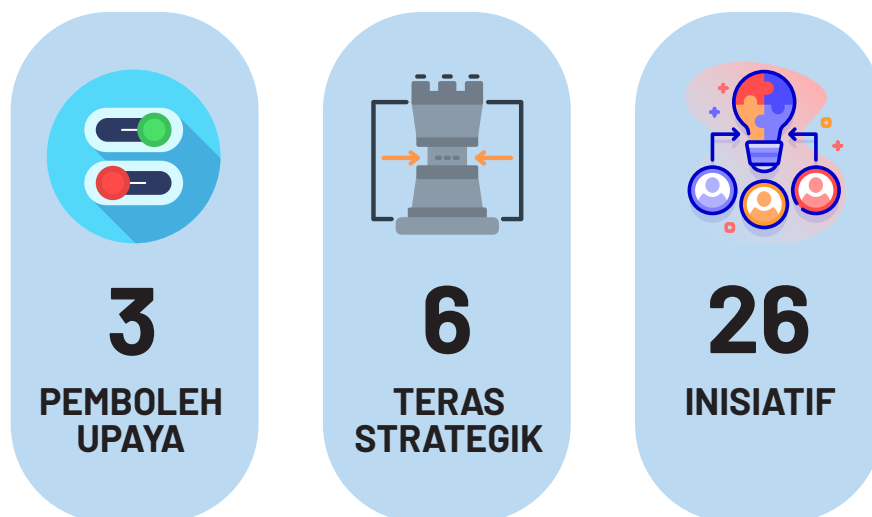 3
PEMBOLEH
UPAYA
6
TERAS
STRATEGIK
26
INISIATIF